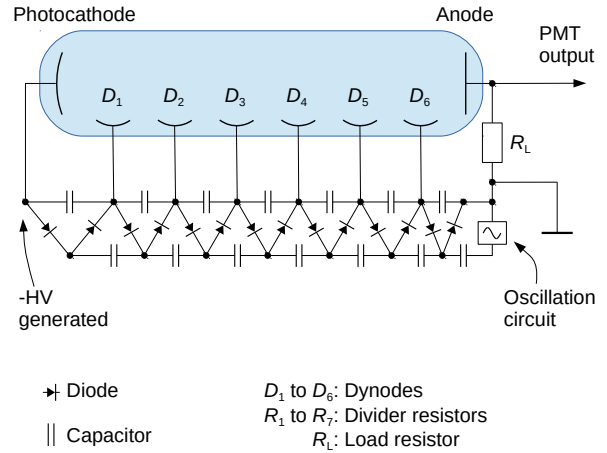 Photocathode
Anode
PMT
output
D1
D2
D3
D4
D5
D6
RL
-HV
generated
Oscillation
circuit
Diode
Capacitor
D1 to D6: Dynodes
R1 to R7: Divider resistors
RL: Load resistor